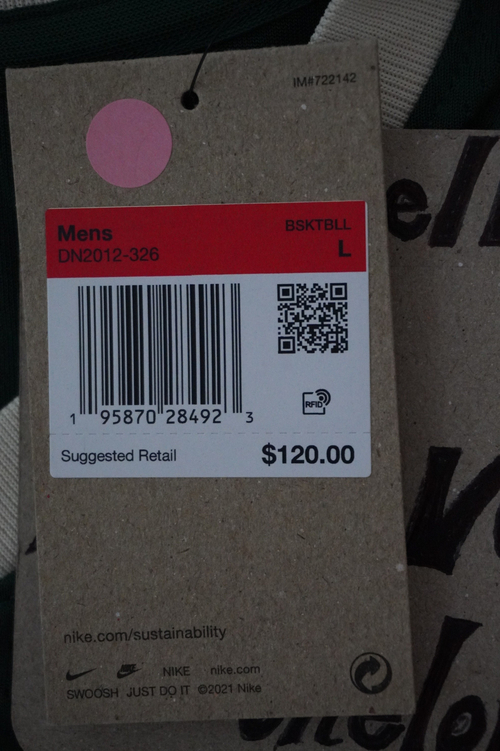 IM#722142
Mens BSKTBLL
DN2012-326 L
1 95870 28492 3
RFID
Suggested Retail $120.00
nike.com/sustainability
NIKE nike.com
SWOOSH JUST DO IT ©2021 Nike